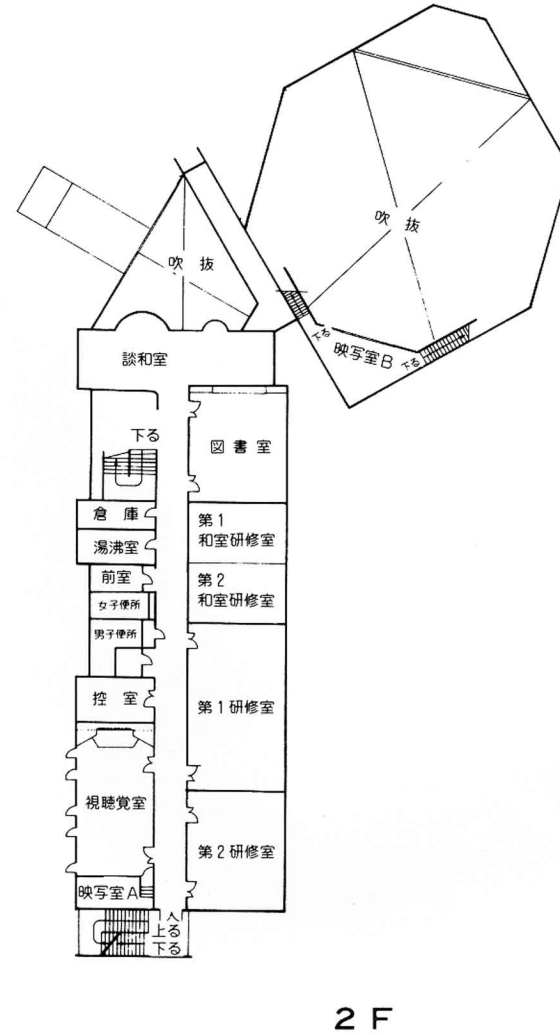 吹抜
吹抜
下る
映写室B
下る
談和室
下る
図書室
倉庫
第1
和室研修室
湯沸室
前室
第2
和室研修室
女子便所
男子便所
控室
第1研修室
視聴覚室
第2研修室
映写室A
上る
下る
2F